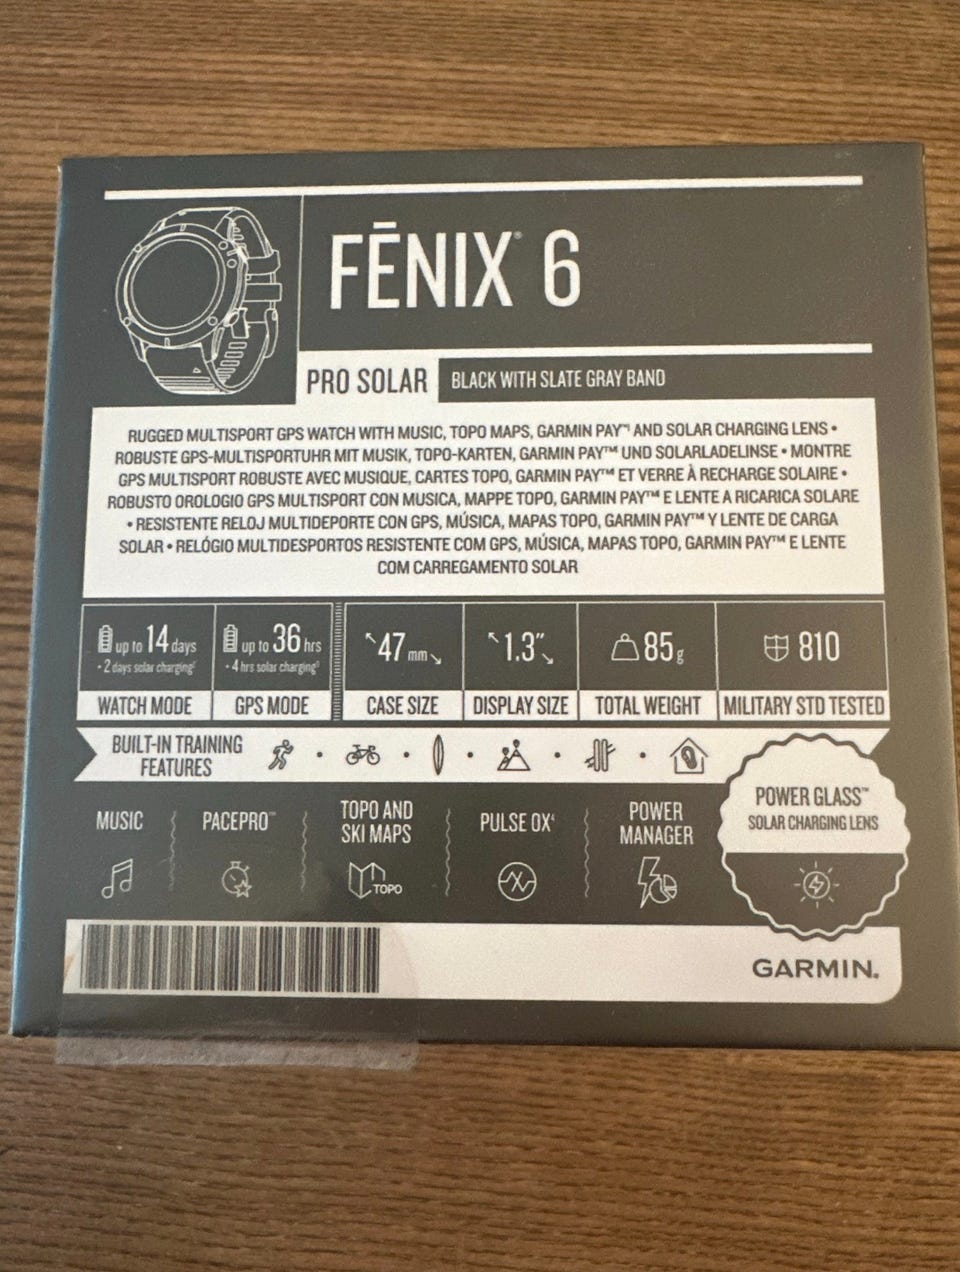 FĒNIX® 6
PRO SOLAR
BLACK WITH SLATE GRAY BAND
RUGGED MULTISPORT GPS WATCH WITH MUSIC, TOPO MAPS, GARMIN PAY™ AND SOLAR CHARGING LENS •
ROBUSTE GPS-MULTISPORTUHR MIT MUSIK, TOPO-KARTEN, GARMIN PAY™ UND SOLARLADELINSE • MONTRE
GPS MULTISPORT ROBUSTE AVEC MUSIQUE, CARTES TOPO, GARMIN PAY™ ET VERRE À RECHARGE SOLAIRE •
ROBUSTO OROLOGIO GPS MULTISPORT CON MUSICA, MAPPE TOPO, GARMIN PAY™ E LENTE A RICARICA SOLARE
• RESISTENTE RELOJ MULTIDEPORTE CON GPS, MÚSICA, MAPAS TOPO, GARMIN PAY™ Y LENTE DE CARGA
SOLAR • RELÓGIO MULTIDESPORTOS RESISTENTE COM GPS, MÚSICA, MAPAS TOPO, GARMIN PAY™ E LENTE
COM CARREGAMENTO SOLAR
up to 14 days
+ 2 days solar charging
WATCH MODE
up to 36 hrs
+ 4 hrs solar charging
GPS MODE
47 mm
CASE SIZE
1.3"
DISPLAY SIZE
85g
TOTAL WEIGHT
810
MILITARY STD TESTED
BUILT-IN TRAINING
FEATURES
MUSIC
PACEPRO™
TOPO AND
SKI MAPS
TOPO
PULSE OX⁴
POWER
MANAGER
POWER GLASS™
SOLAR CHARGING LENS
GARMIN.